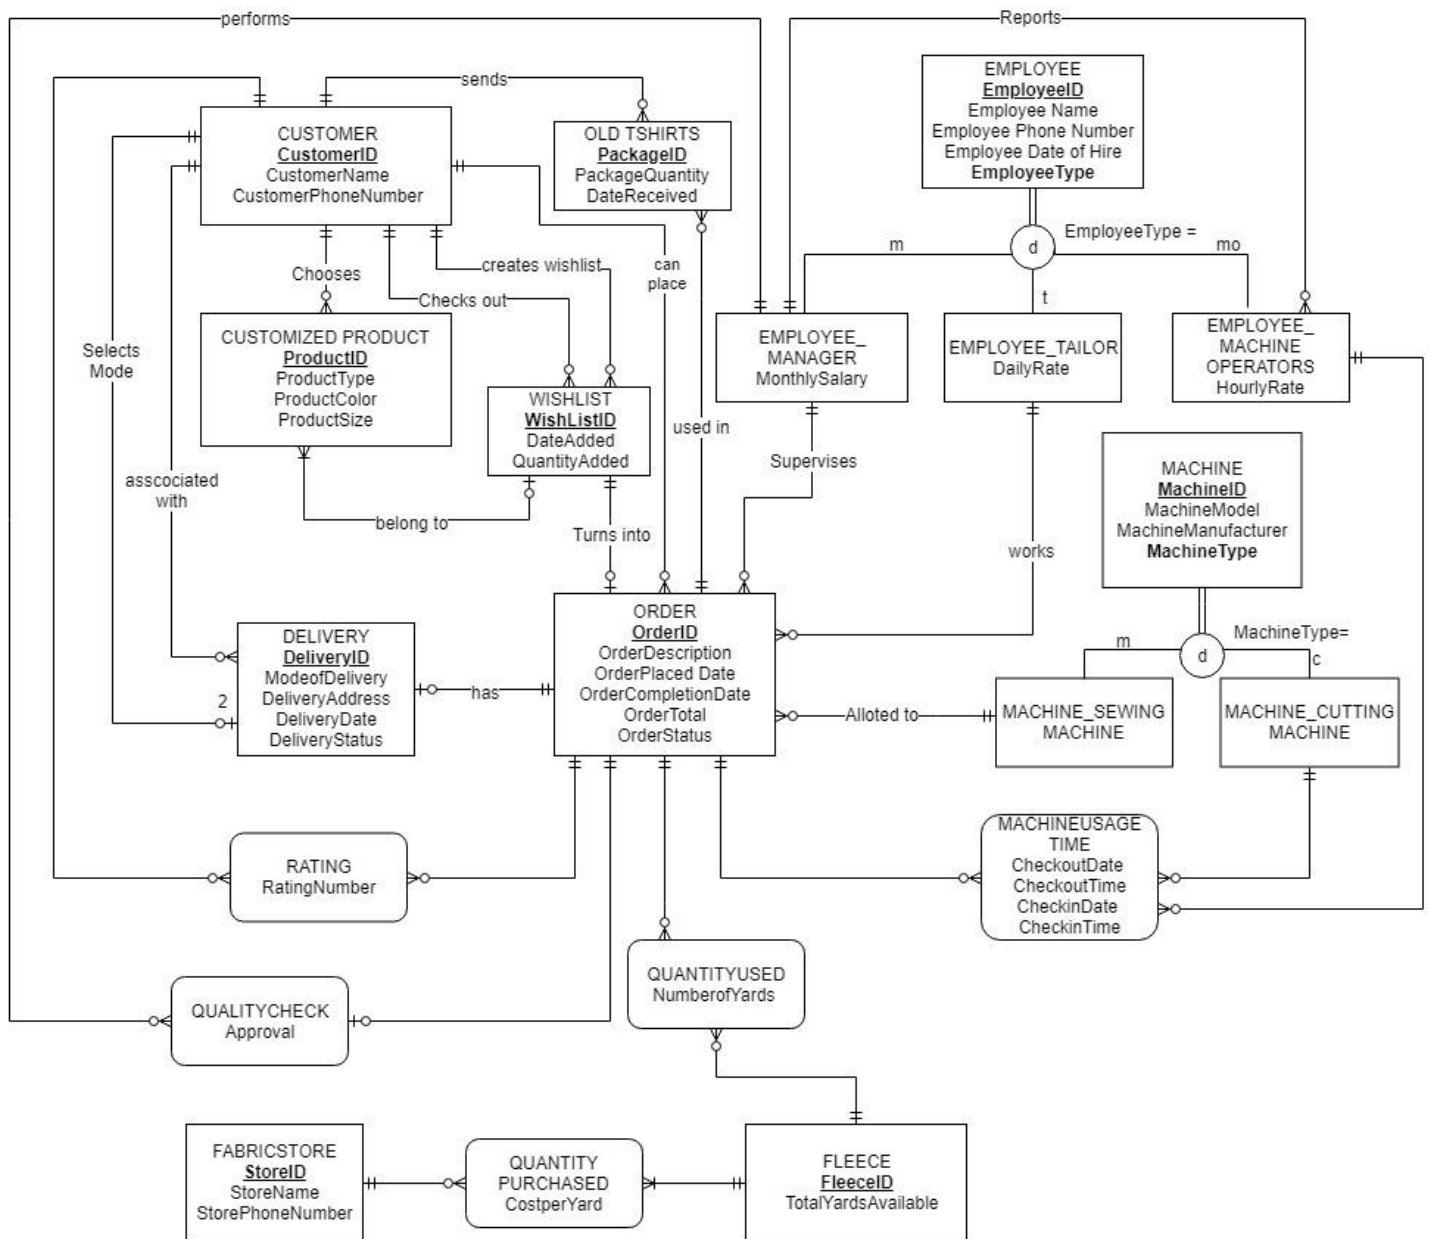 performs
Reports
sends
EMPLOYEE
EmployeeID
Employee Name
Employee Phone Number
Employee Date of Hire
EmployeeType
CUSTOMER
CustomerID
CustomerName
CustomerPhoneNumber
OLD TSHIRTS
PackageID
PackageQuantity
DateReceived
EmployeeType =
d
m
mo
t
Chooses
creates wishlist
Checks out
can
place
Selects
Mode
CUSTOMIZED PRODUCT
ProductID
ProductType
ProductColor
ProductSize
EMPLOYEE_
MANAGER
MonthlySalary
EMPLOYEE_TAILOR
DailyRate
EMPLOYEE_
MACHINE
OPERATORS
HourlyRate
WISHLIST
WishListID
DateAdded
QuantityAdded
used in
Supervises
asscociated
with
belong to
Turns into
works
MACHINE
MachineID
MachineModel
MachineManufacturer
MachineType
DELIVERY
DeliveryID
ModeofDelivery
DeliveryAddress
DeliveryDate
DeliveryStatus
2
has
ORDER
OrderID
OrderDescription
OrderPlaced Date
OrderCompletionDate
OrderTotal
OrderStatus
MachineType=
m
d
c
Alloted to
MACHINE_SEWING
MACHINE
MACHINE_CUTTING
MACHINE
RATING
RatingNumber
MACHINEUSAGE
TIME
CheckoutDate
CheckoutTime
CheckinDate
CheckinTime
QUALITYCHECK
Approval
QUANTITYUSED
NumberofYards
FABRICSTORE
StoreID
StoreName
StorePhoneNumber
QUANTITY
PURCHASED
CostperYard
FLEECE
FleeceID
TotalYardsAvailable